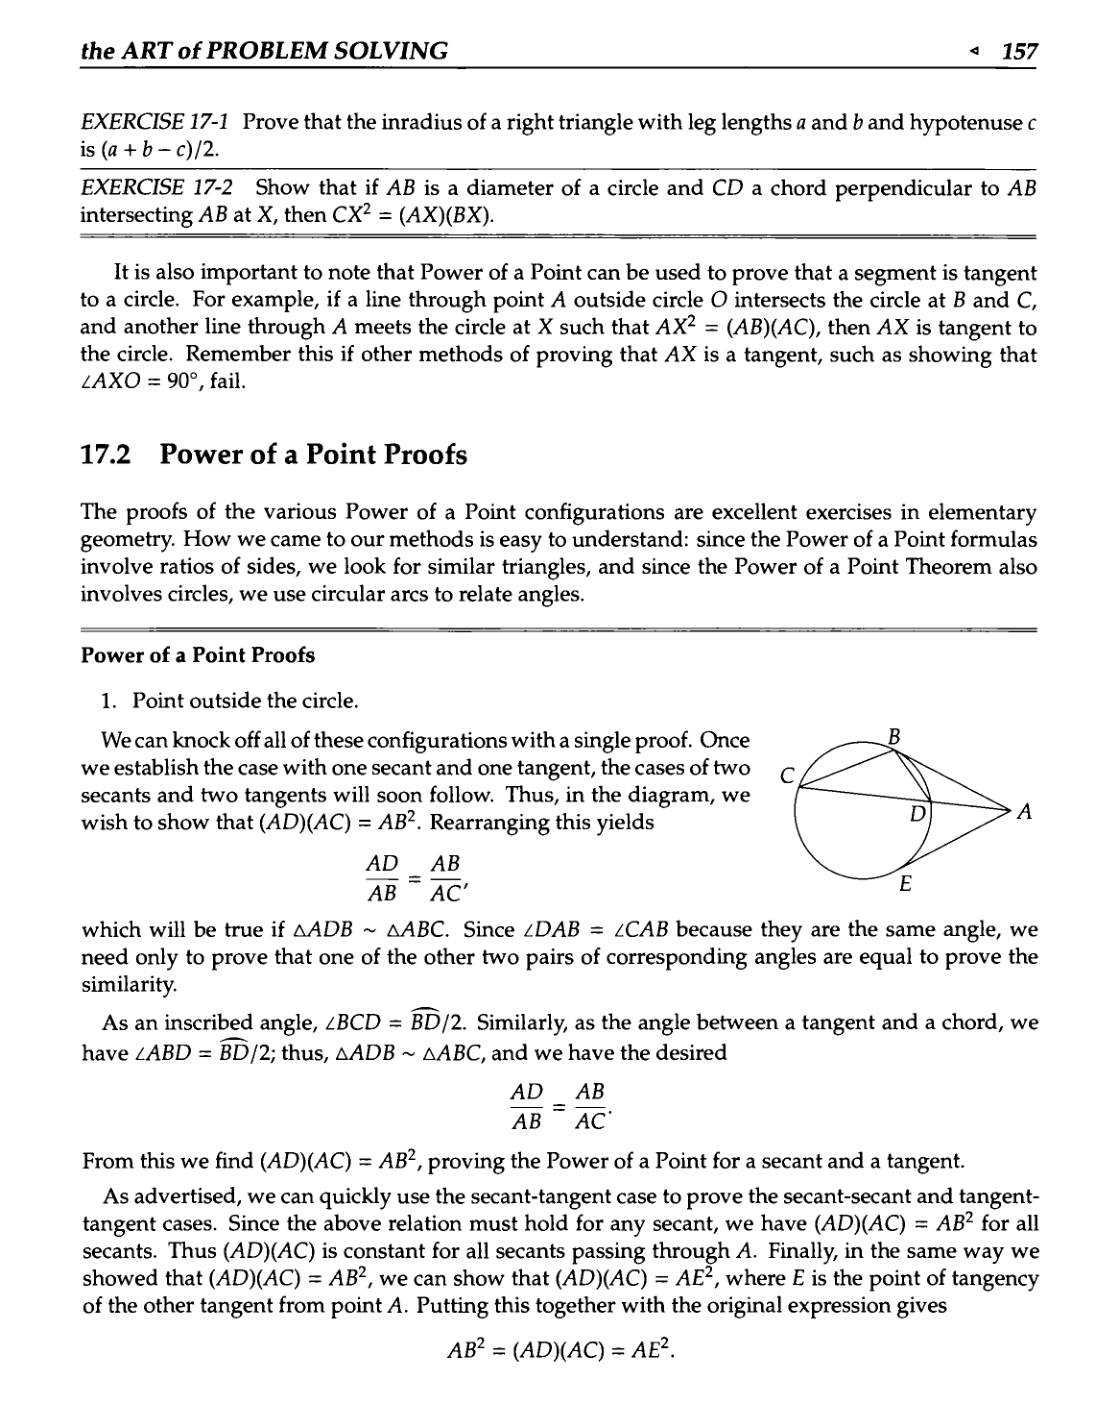 the ART of PROBLEM SOLVING ◃ 157
EXERCISE 17-1 Prove that the inradius of a right triangle with leg lengths a and b and hypotenuse c
is (a + b − c)/2.
EXERCISE 17-2 Show that if AB is a diameter of a circle and CD a chord perpendicular to AB
intersecting AB at X, then CX² = (AX)(BX).
It is also important to note that Power of a Point can be used to prove that a segment is tangent
to a circle. For example, if a line through point A outside circle O intersects the circle at B and C,
and another line through A meets the circle at X such that AX² = (AB)(AC), then AX is tangent to
the circle. Remember this if other methods of proving that AX is a tangent, such as showing that
∠AXO = 90°, fail.
17.2 Power of a Point Proofs
The proofs of the various Power of a Point configurations are excellent exercises in elementary
geometry. How we came to our methods is easy to understand: since the Power of a Point formulas
involve ratios of sides, we look for similar triangles, and since the Power of a Point Theorem also
involves circles, we use circular arcs to relate angles.
Power of a Point Proofs
1. Point outside the circle.
We can knock off all of these configurations with a single proof. Once
we establish the case with one secant and one tangent, the cases of two
secants and two tangents will soon follow. Thus, in the diagram, we
wish to show that (AD)(AC) = AB². Rearranging this yields
B
C
D
A
E
AD/AB = AB/AC,
which will be true if △ADB ~ △ABC. Since ∠DAB = ∠CAB because they are the same angle, we
need only to prove that one of the other two pairs of corresponding angles are equal to prove the
similarity.
As an inscribed angle, ∠BCD = B͡D/2. Similarly, as the angle between a tangent and a chord, we
have ∠ABD = B͡D/2; thus, △ADB ~ △ABC, and we have the desired
AD/AB = AB/AC.
From this we find (AD)(AC) = AB², proving the Power of a Point for a secant and a tangent.
As advertised, we can quickly use the secant-tangent case to prove the secant-secant and tangent-
tangent cases. Since the above relation must hold for any secant, we have (AD)(AC) = AB² for all
secants. Thus (AD)(AC) is constant for all secants passing through A. Finally, in the same way we
showed that (AD)(AC) = AB², we can show that (AD)(AC) = AE², where E is the point of tangency
of the other tangent from point A. Putting this together with the original expression gives
AB² = (AD)(AC) = AE².